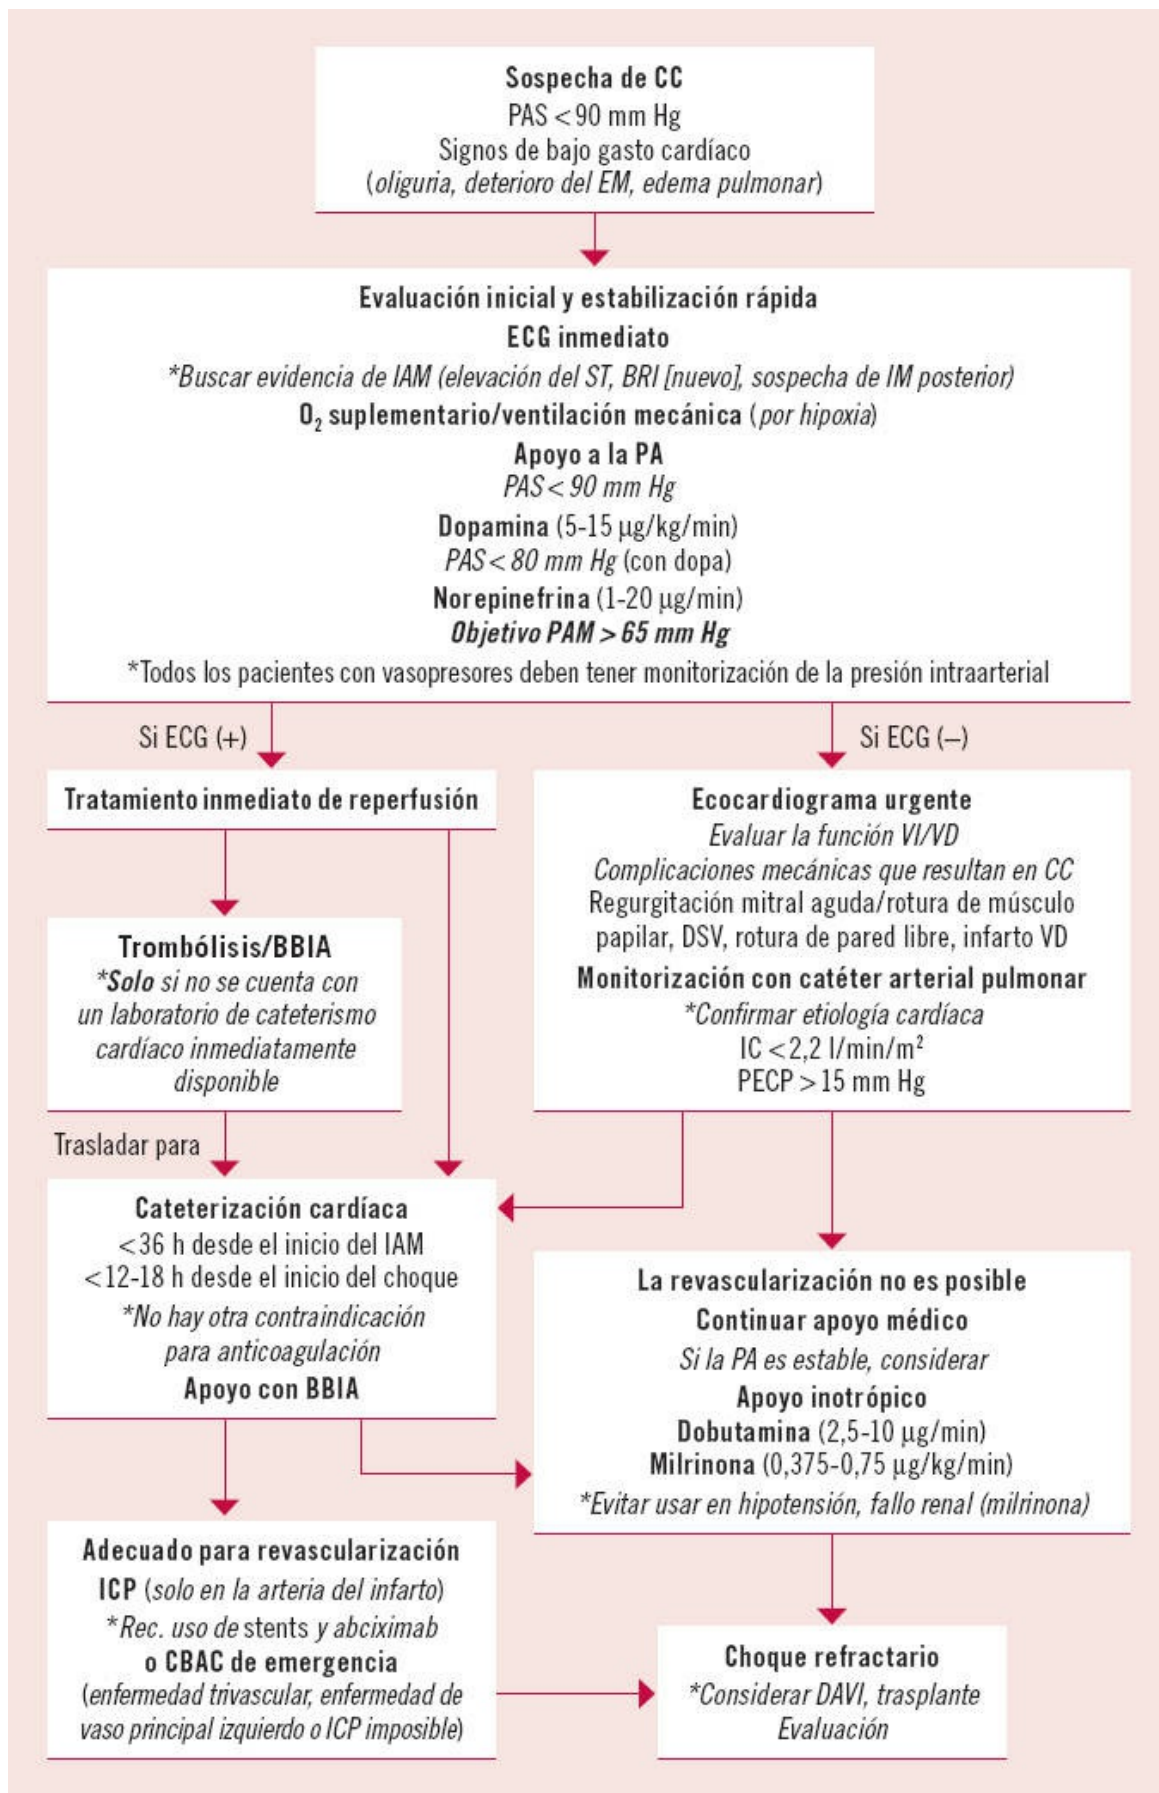 Sospecha de CC
PAS < 90 mm Hg
Signos de bajo gasto cardíaco
(oliguria, deterioro del EM, edema pulmonar)
Evaluación inicial y estabilización rápida
ECG inmediato
*Buscar evidencia de IAM (elevación del ST, BRI [nuevo], sospecha de IM posterior)
O₂ suplementario/ventilación mecánica (por hipoxia)
Apoyo a la PA
PAS < 90 mm Hg
Dopamina (5-15 µg/kg/min)
PAS < 80 mm Hg (con dopa)
Norepinefrina (1-20 µg/min)
Objetivo PAM > 65 mm Hg
*Todos los pacientes con vasopresores deben tener monitorización de la presión intraarterial
Si ECG (+)
Si ECG (–)
Tratamiento inmediato de reperfusión
Trombólisis/BBIA
*Solo si no se cuenta con
un laboratorio de cateterismo
cardíaco inmediatamente
disponible
Trasladar para
Ecocardiograma urgente
Evaluar la función VI/VD
Complicaciones mecánicas que resultan en CC
Regurgitación mitral aguda/rotura de músculo
papilar, DSV, rotura de pared libre, infarto VD
Monitorización con catéter arterial pulmonar
*Confirmar etiología cardíaca
IC < 2,2 l/min/m²
PECP > 15 mm Hg
Cateterización cardíaca
< 36 h desde el inicio del IAM
< 12-18 h desde el inicio del choque
*No hay otra contraindicación
para anticoagulación
Apoyo con BBIA
La revascularización no es posible
Continuar apoyo médico
Si la PA es estable, considerar
Apoyo inotrópico
Dobutamina (2,5-10 µg/min)
Milrinona (0,375-0,75 µg/kg/min)
*Evitar usar en hipotensión, fallo renal (milrinona)
Adecuado para revascularización
ICP (solo en la arteria del infarto)
*Rec. uso de stents y abciximab
o CBAC de emergencia
(enfermedad trivascular, enfermedad de
vaso principal izquierdo o ICP imposible)
Choque refractario
*Considerar DAVI, trasplante
Evaluación